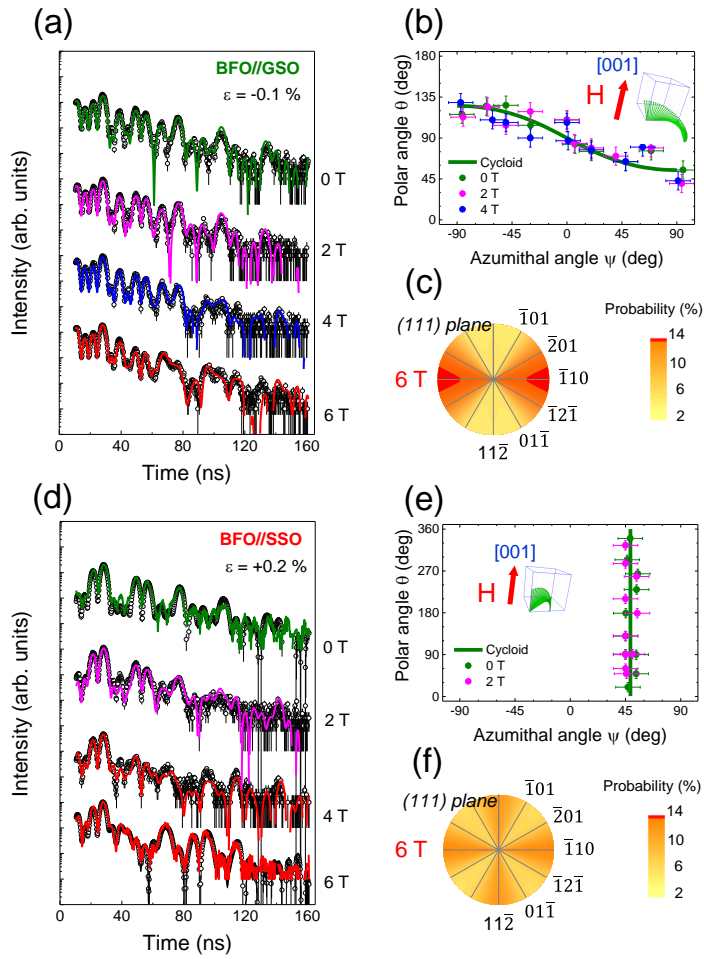 (a)
BFO//GSO
ε = -0.1 %
0 T
2 T
4 T
6 T
Intensity (arb. units)
0 40 80 120 160
Time (ns)
(b)
180
135
90
45
0
Polar angle θ (deg)
[001]
H
Cycloid
0 T
2 T
4 T
-90 -45 0 45 90
Azumithal angle ψ (deg)
(c)
(111) plane
6 T
1̅01
2̅01
1̅10
1̅21̅
011̅
112̅
Probability (%)
14
10
6
2
(d)
BFO//SSO
ε = +0.2 %
0 T
2 T
4 T
6 T
Intensity (arb. units)
0 40 80 120 160
Time (ns)
(e)
360
270
180
90
0
Polar angle θ (deg)
[001]
H
Cycloid
0 T
2 T
-90 -45 0 45 90
Azumithal angle ψ (deg)
(f)
(111) plane
6 T
1̅01
2̅01
1̅10
1̅21̅
011̅
112̅
Probability (%)
14
10
6
2